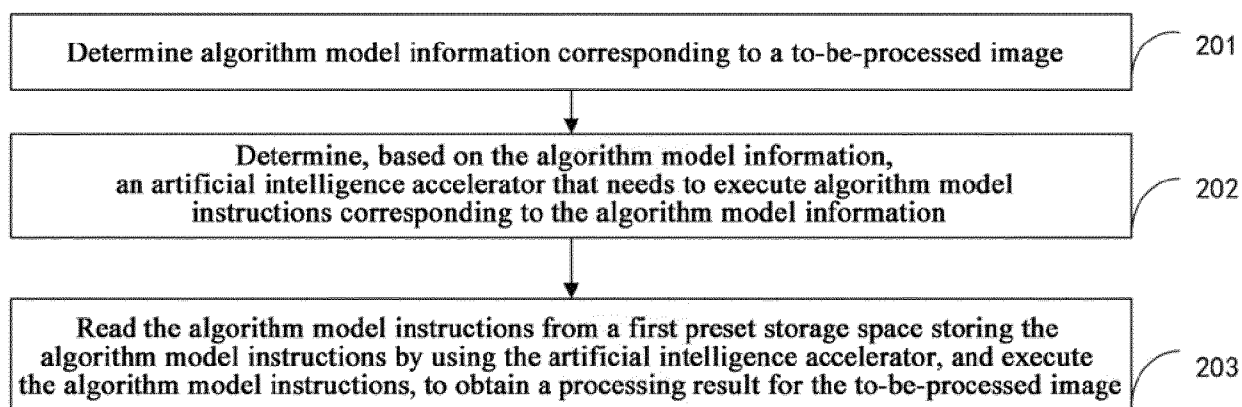 Determine algorithm model information corresponding to a to-be-processed image
201
Determine, based on the algorithm model information,
an artificial intelligence accelerator that needs to execute algorithm model
instructions corresponding to the algorithm model information
202
Read the algorithm model instructions from a first preset storage space storing the
algorithm model instructions by using the artificial intelligence accelerator, and execute
the algorithm model instructions, to obtain a processing result for the to-be-processed image
203